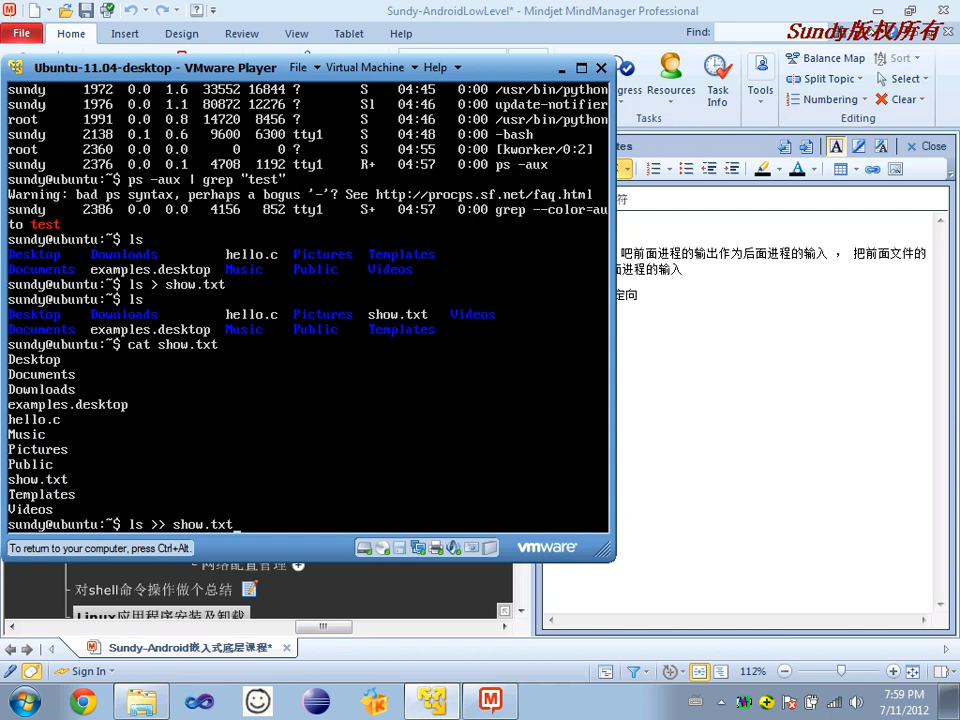 Sundy-AndroidLowLevel* - Mindjet MindManager Professional
File Home Insert Design Review View Tablet Help Find:
Sundy版权所有
Ubuntu-11.04-desktop - VMware Player File Virtual Machine Help
Balance Map Sort
Split Topic Select
Numbering Clear
Resources Task Info Tools
Tasks Editing
sundy 1972 0.0 1.6 33552 16844 ? S 04:45 0:00 /usr/bin/python
sundy 1976 0.0 1.1 80872 12276 ? Sl 04:46 0:00 update-notifier
root 1991 0.0 0.8 14720 8456 ? S 04:46 0:00 /usr/bin/python
sundy 2138 0.1 0.6 9600 6300 tty1 S 04:48 0:00 -bash
root 2360 0.0 0.0 0 0 ? S 04:55 0:00 [kworker/0:2]
sundy 2376 0.0 0.1 4708 1192 tty1 R+ 04:57 0:00 ps -aux
sundy@ubuntu:~$ ps -aux | grep "test"
Warning: bad ps syntax, perhaps a bogus '-'? See http://procps.sf.net/faq.html
sundy 2386 0.0 0.0 4156 852 tty1 S+ 04:57 0:00 grep --color=au
to test
sundy@ubuntu:~$ ls
Desktop Downloads hello.c Pictures Templates
Documents examples.desktop Music Public Videos
sundy@ubuntu:~$ ls > show.txt
sundy@ubuntu:~$ ls
Desktop Downloads hello.c Pictures show.txt Videos
Documents examples.desktop Music Public Templates
sundy@ubuntu:~$ cat show.txt
Desktop
Documents
Downloads
examples.desktop
hello.c
Music
Pictures
Public
show.txt
Templates
Videos
sundy@ubuntu:~$ ls >> show.txt_
To return to your computer, press Ctrl+Alt.
vmware
Close
符
吧前面进程的输出作为后面进程的输入 ， 把前面文件的
面进程的输入
定向
网络配置管理
对shell命令操作做个总结
Linux应用程序安装及卸载
Sundy-Android嵌入式底层课程*
Sign In
112%
7:59 PM
7/11/2012